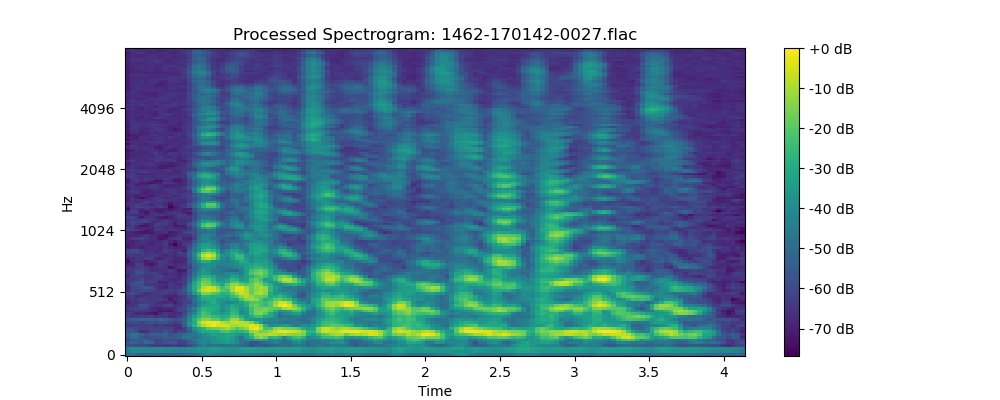 Processed Spectrogram: 1462-170142-0027.flac
Hz
4096
2048
1024
512
0
0 0.5 1 1.5 2 2.5 3 3.5 4
Time
+0 dB
-10 dB
-20 dB
-30 dB
-40 dB
-50 dB
-60 dB
-70 dB